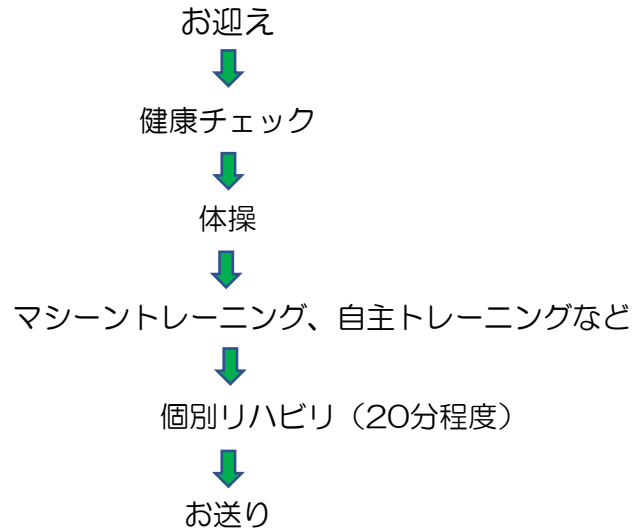 お迎え
健康チェック
体操
マシーントレーニング、自主トレーニングなど
個別リハビリ（20分程度）
お送り